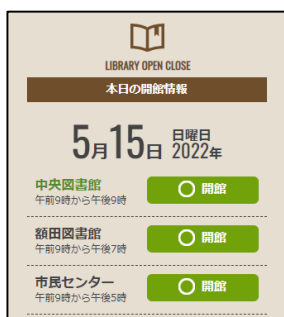 LIBRARY OPEN CLOSE
本日の開館情報
5月15日 日曜日
2022年
中央図書館
午前9時から午後9時
開館
額田図書館
午前9時から午後7時
開館
市民センター
午前9時から午後5時
開館